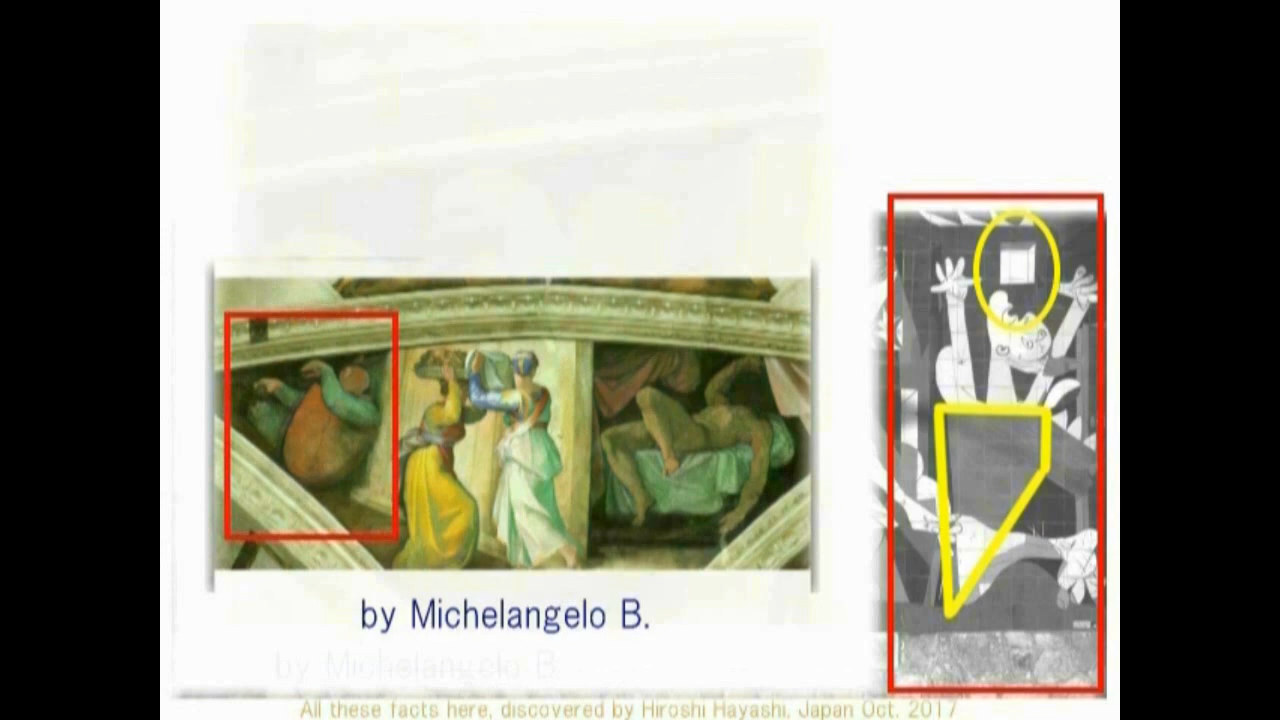 by Michelangelo B.
by Michelangelo B.
All these facts here, discovered by Hiroshi Hayashi, Japan Oct. 2017